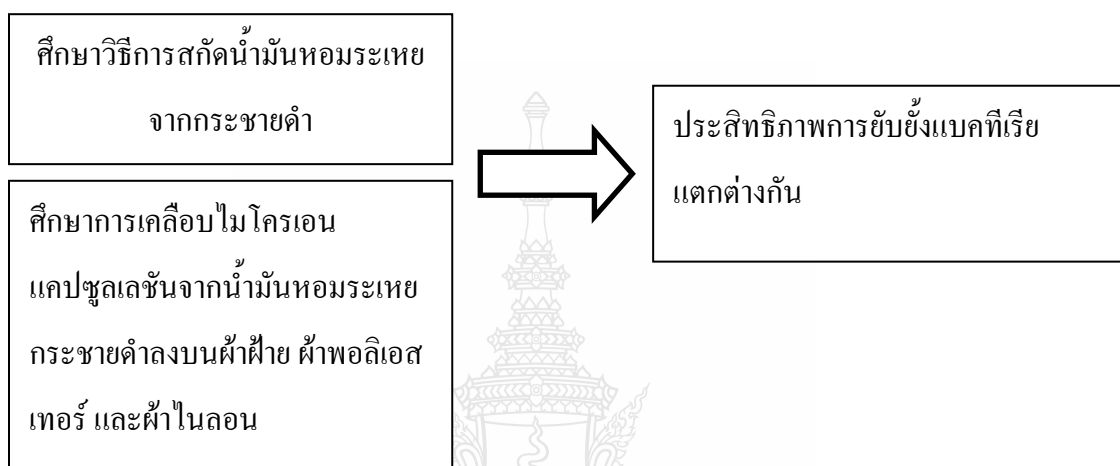 ศึกษาวิธีการสกัดน้ำมันหอมระเหย
จากกระชายดำ
ศึกษาการเคลือบไมโครเอน
แคปซูลเลชันจากน้ำมันหอมระเหย
กระชายดำลงบนผ้าฝ้าย ผ้าพอลิเอส
เทอร์ และผ้าไนลอน
ประสิทธิภาพการยับยั้งแบคทีเรีย
แตกต่างกัน